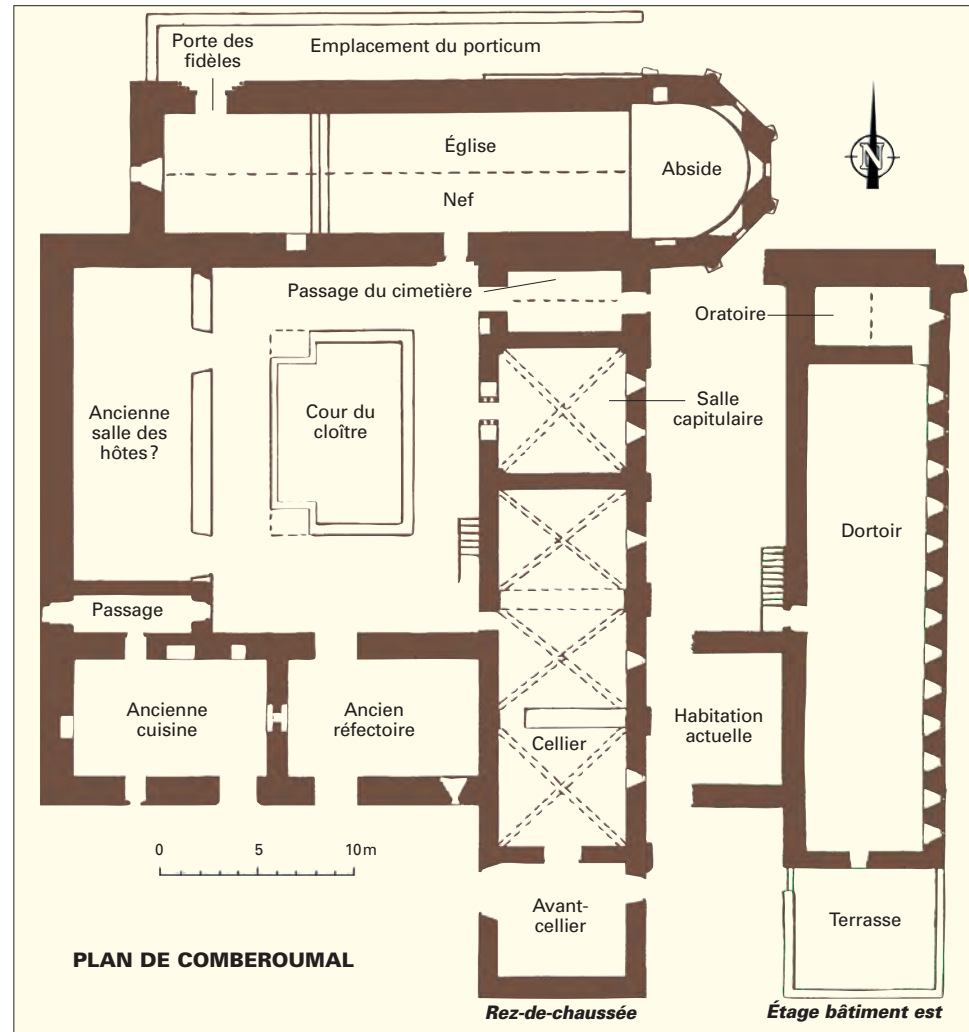 Porte des
fidèles
Emplacement du porticum
Église
Nef
Abside
N
Passage du cimetière
Oratoire
Ancienne
salle des
hôtes ?
Cour du
cloître
Salle
capitulaire
Dortoir
Passage
Ancienne
cuisine
Ancien
réfectoire
Cellier
Habitation
actuelle
0 5 10 m
Avant-
cellier
Terrasse
PLAN DE COMBEROUMAL
Rez-de-chaussée
Étage bâtiment est